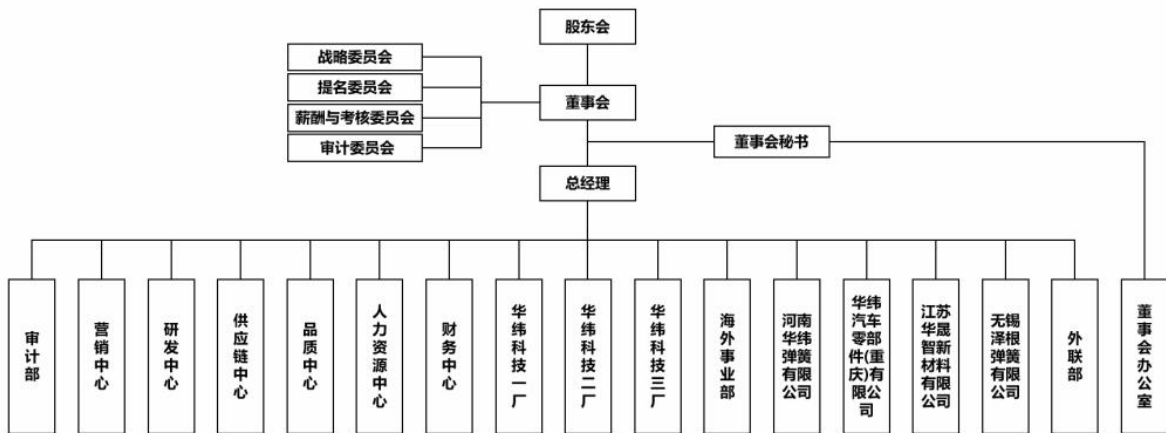 股东会
战略委员会
提名委员会
薪酬与考核委员会
审计委员会
董事会
董事会秘书
总经理
审计部
营销中心
研发中心
供应链中心
品质中心
人力资源中心
财务中心
华纬科技一厂
华纬科技二厂
华纬科技三厂
海外事业部
河南华纬弹簧有限公司
华纬汽车零部件(重庆)有限公司
江苏华晟智新材料有限公司
无锡泽根弹簧有限公司
外联部
董事会办公室